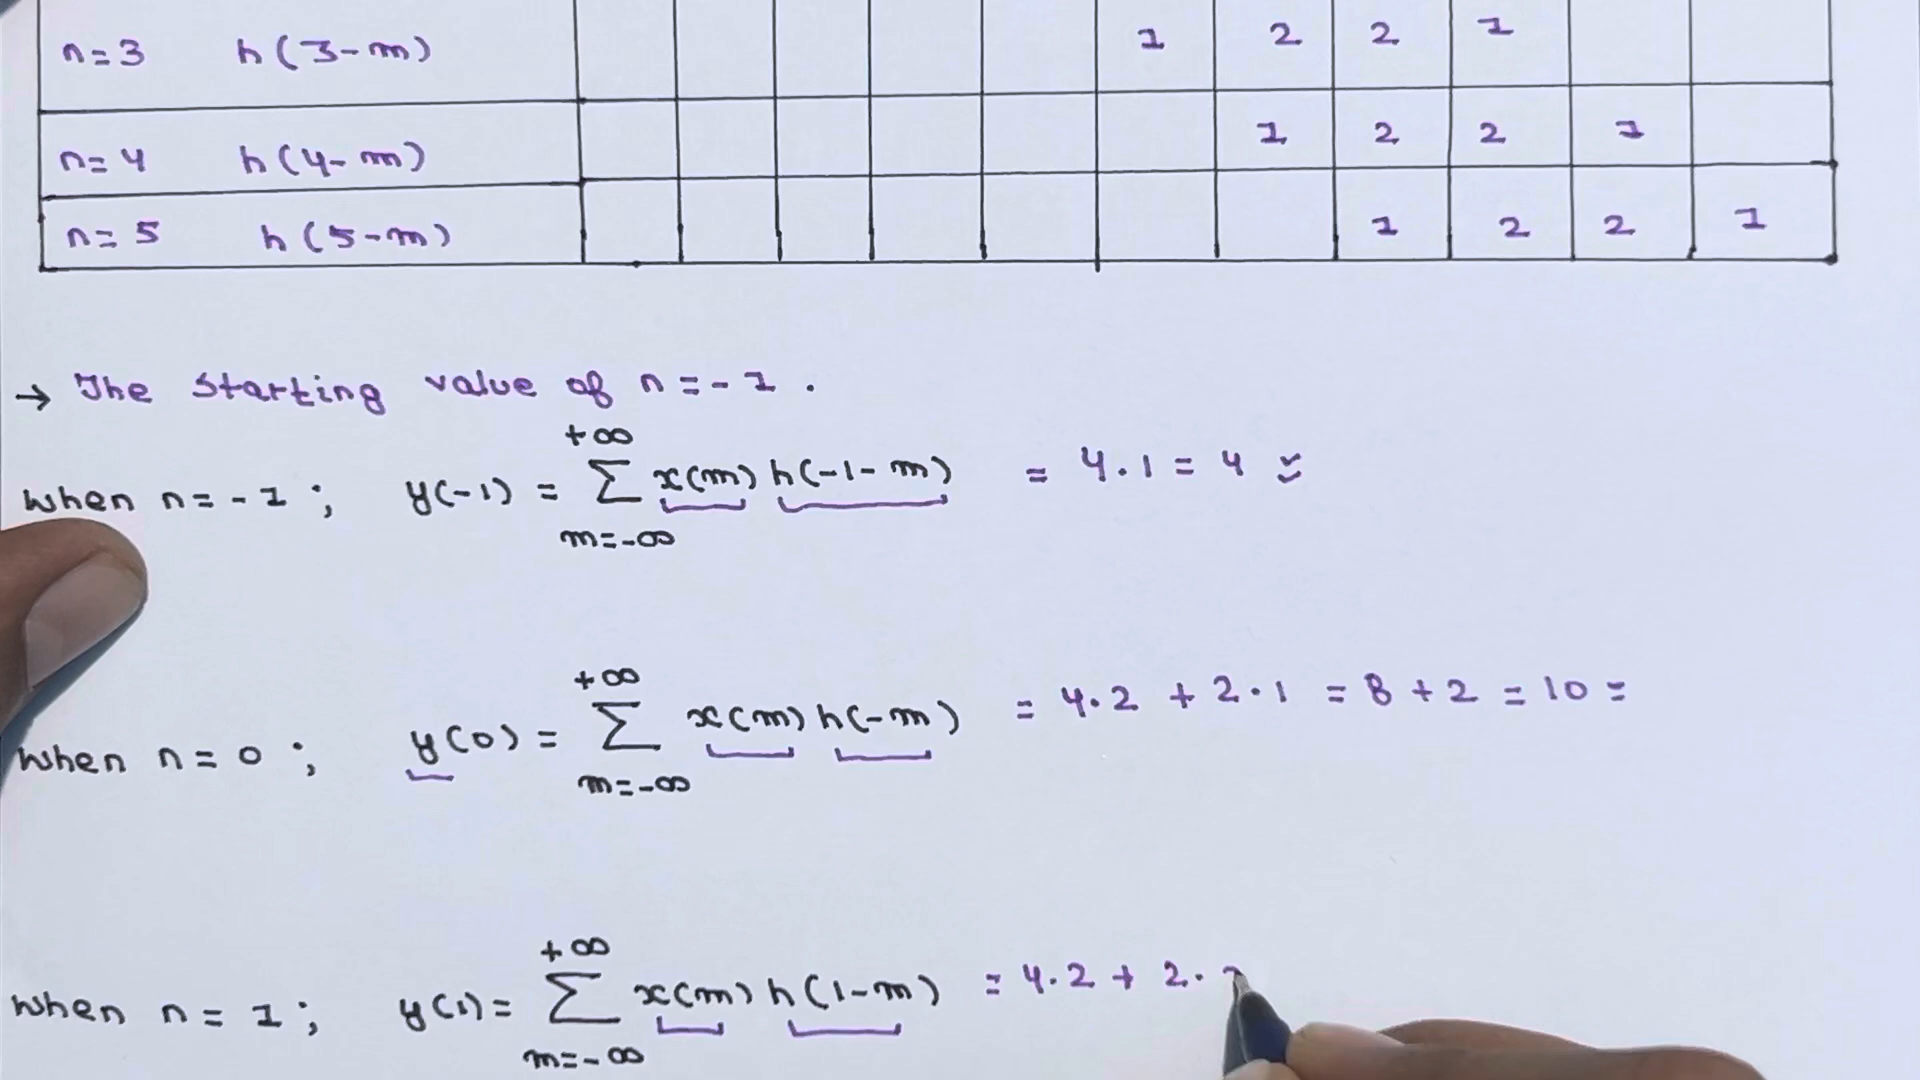 n=3 h(3-m) 1 2 2 1
n=4 h(4-m) 1 2 2 1
n=5 h(5-m) 1 2 2 1
→ The starting value of n=-1.
when n=-1; y(-1) = +∞ Σ m=-∞ x(m) h(-1-m) = 4.1 = 4
when n=0; y(0) = +∞ Σ m=-∞ x(m) h(-m) = 4.2 + 2.1 = 8+2 = 10 =
when n=1; y(1) = +∞ Σ m=-∞ x(m) h(1-m) = 4.2 + 2.